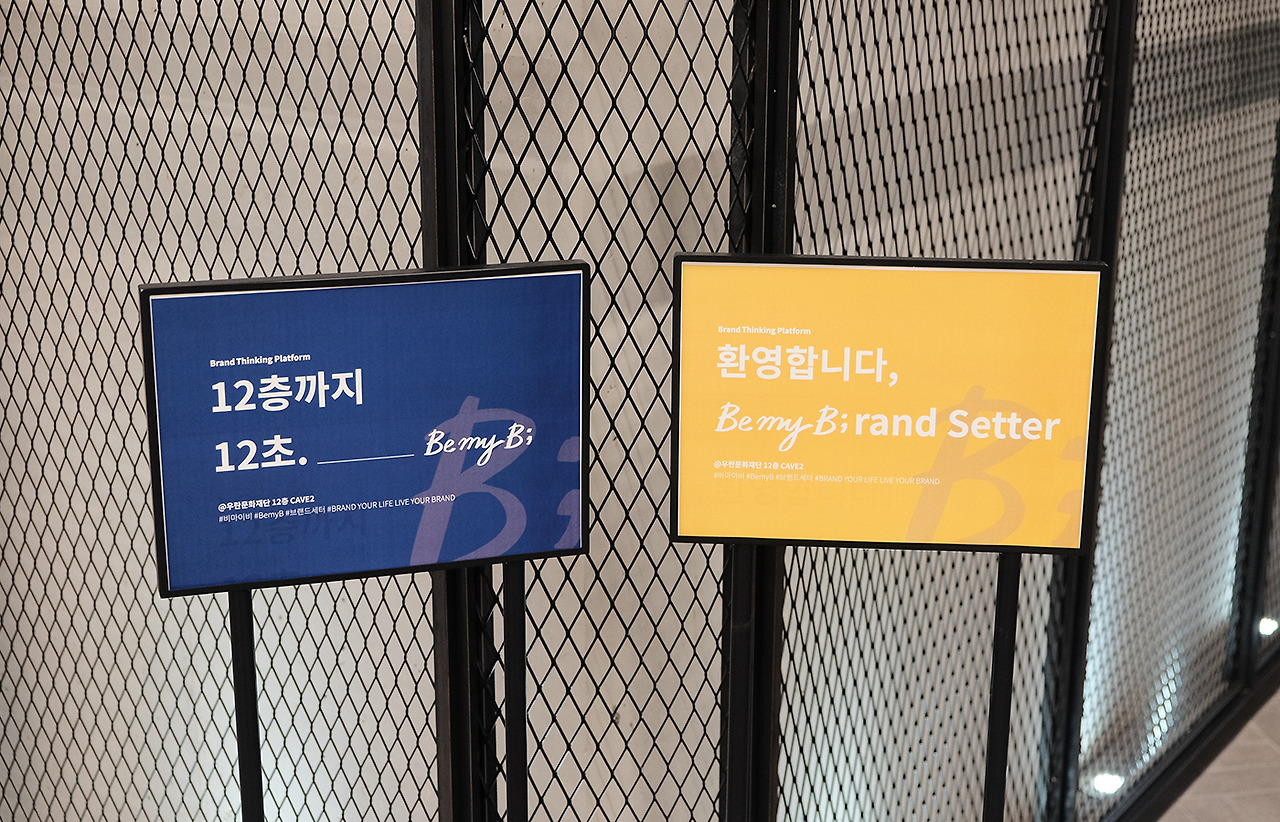 Brand Thinking Platform
12층까지
12초. ________ Be my B;
@우란문화재단 12층 CAVE2
#비마이비 #BemyB #브랜드세터 #BRAND YOUR LIFE LIVE YOUR BRAND
B;
Brand Thinking Platform
환영합니다,
Be my B; rand Setter
@우란문화재단 12층 CAVE2
#비마이비 #BemyB #브랜드세터 #BRAND YOUR LIFE LIVE YOUR BRAND
B;